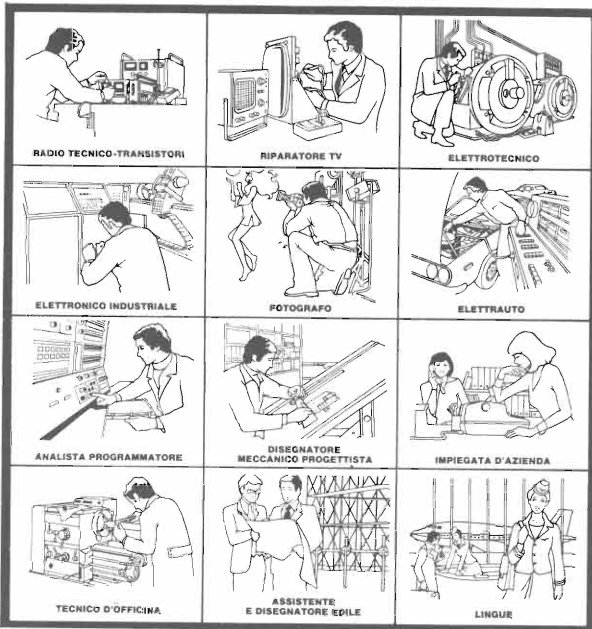 RADIO TECNICO-TRANSISTORI
RIPARATORE TV
ELETTROTECNICO
ELETTRONICO INDUSTRIALE
FOTOGRAFO
ELETTRAUTO
ANALISTA PROGRAMMATORE
DISEGNATORE
MECCANICO PROGETTISTA
IMPIEGATA D'AZIENDA
TECNICO D'OFFICINA
ASSISTENTE
E DISEGNATORE EDILE
LINGUE